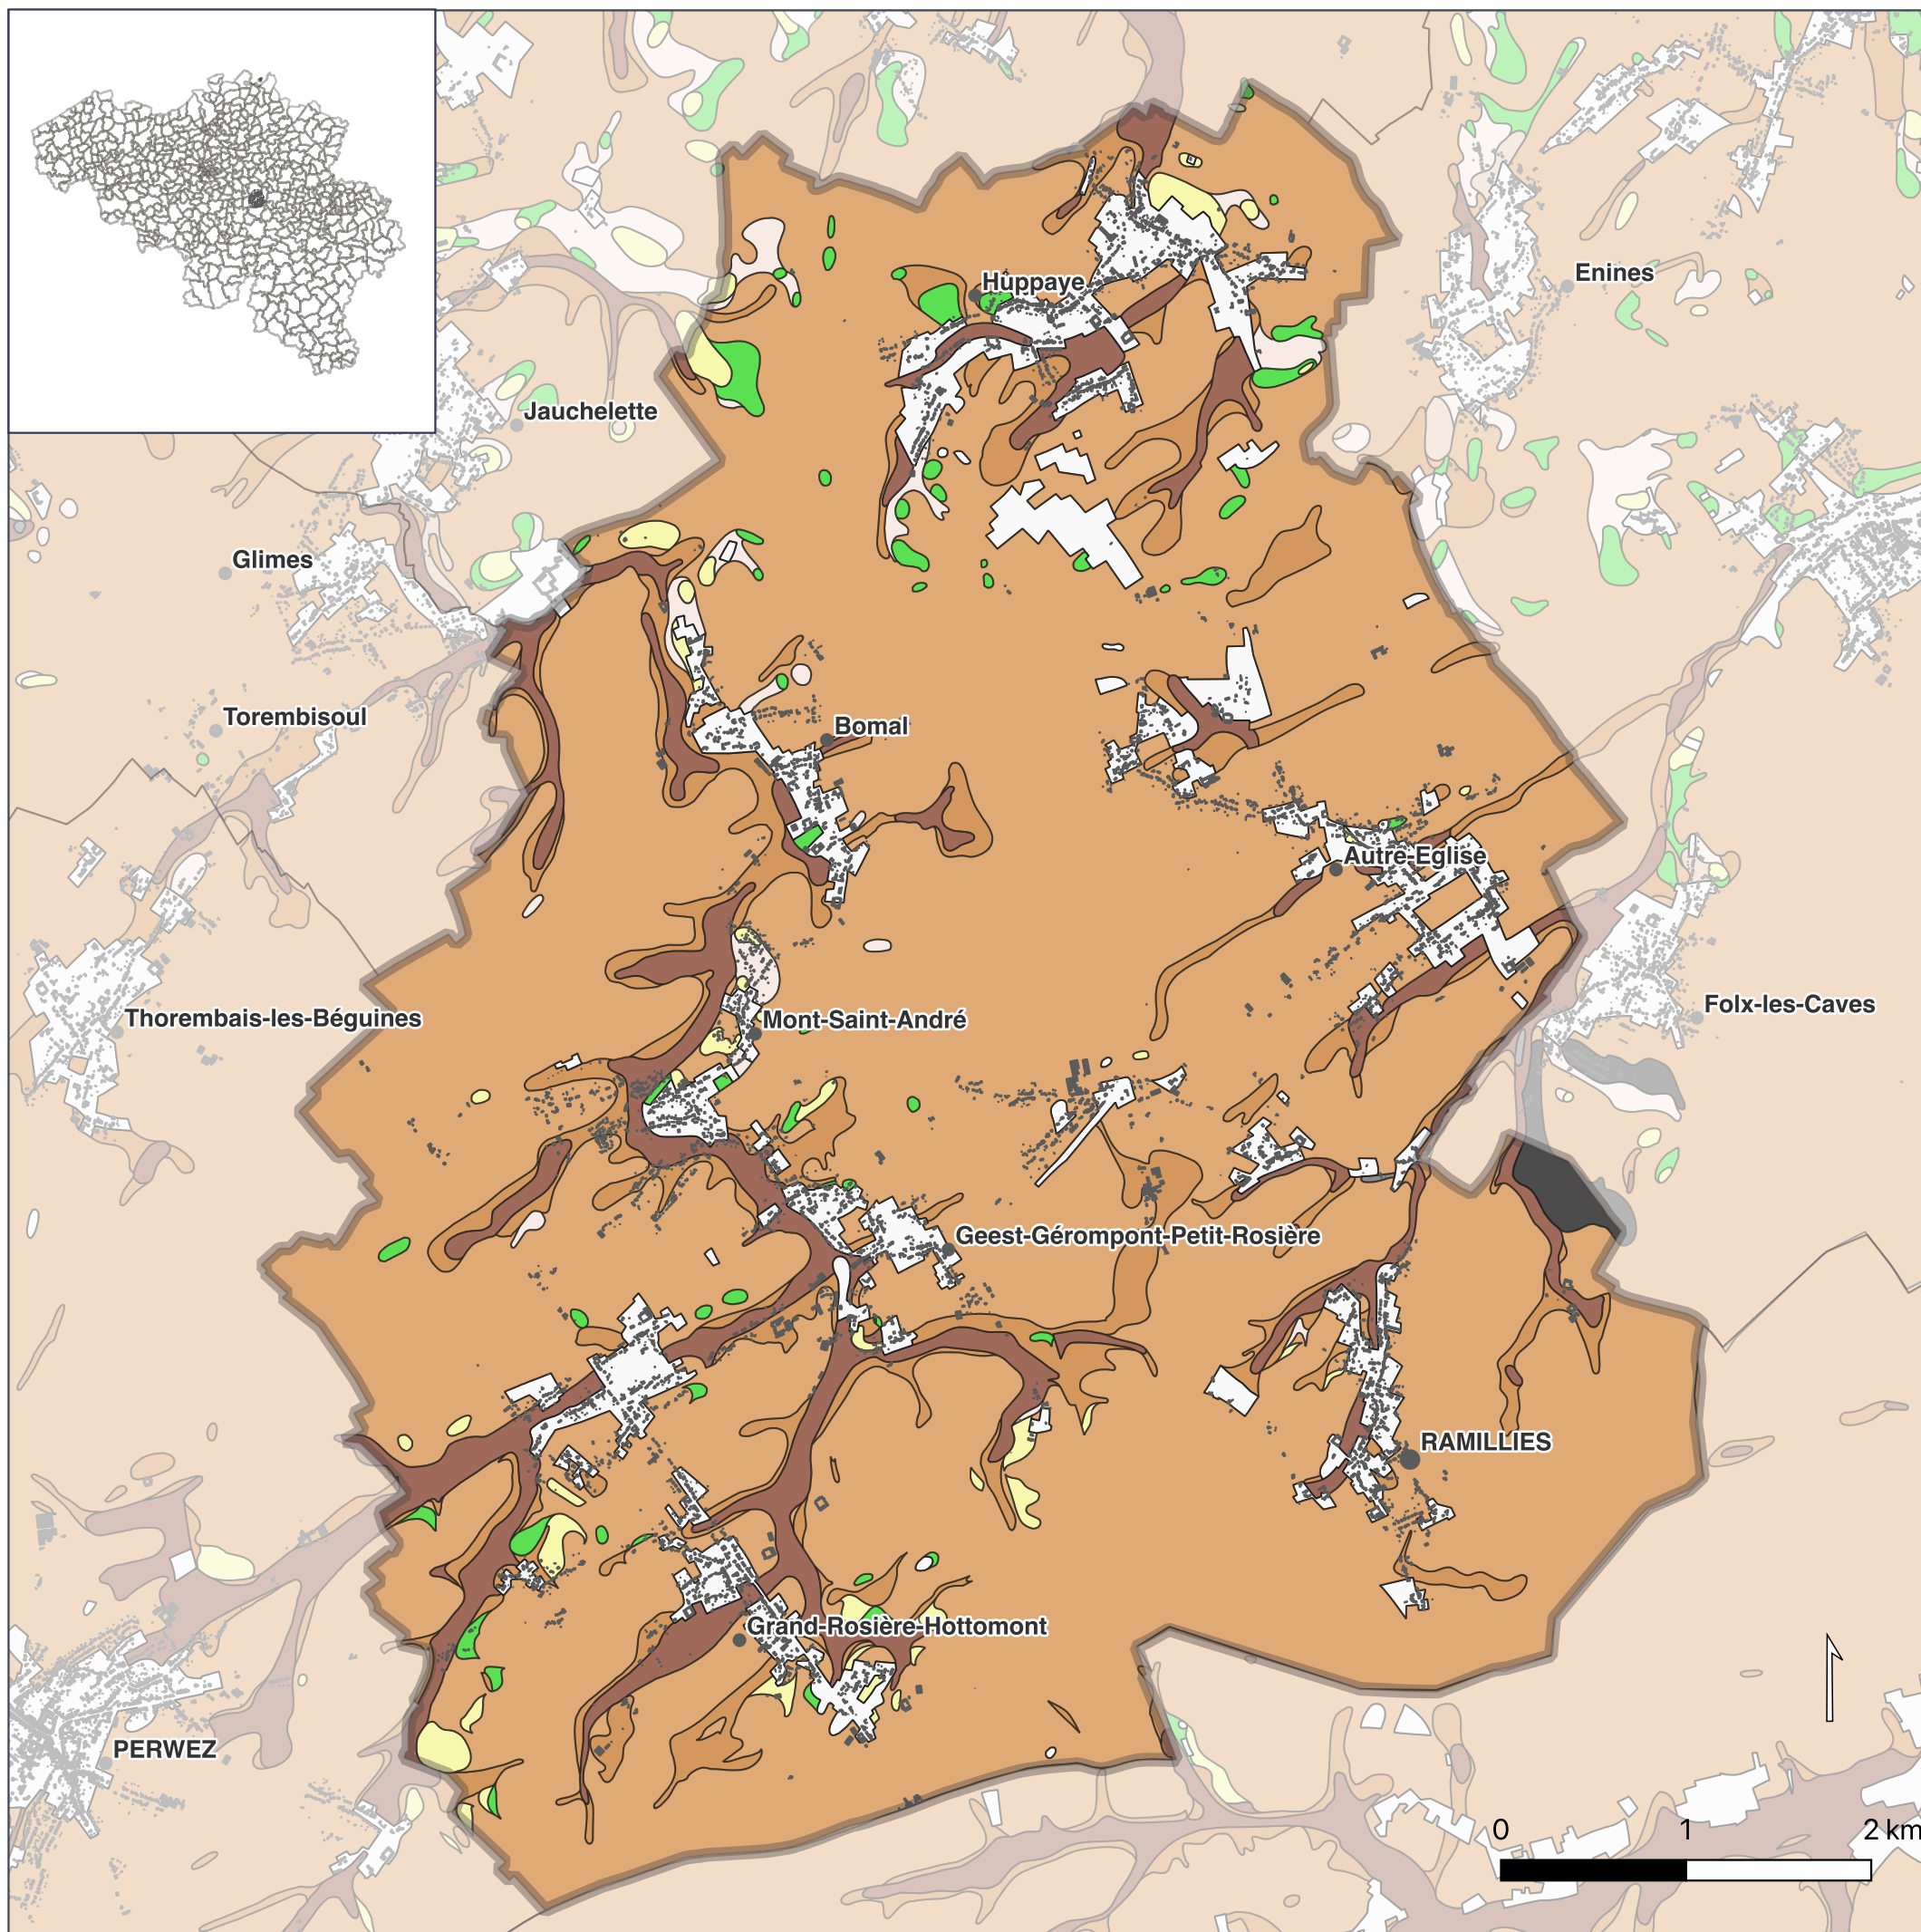 Huppaye
Enines
Jauchelette
Glimes
Torembisoul
Bomal
Autre-Eglise
Thorembais-les-Béguines
Mont-Saint-André
Folx-les-Caves
Geest-Gérompont-Petit-Rosière
RAMILLIES
Grand-Rosière-Hottomont
PERWEZ
0 1 2 km